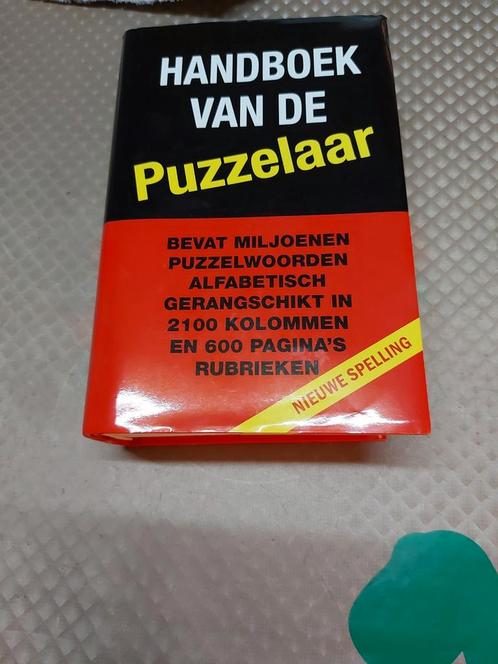 HANDBOEK
VAN DE
Puzzelaar
BEVAT MILJOENEN
PUZZELWOORDEN
ALFABETISCH
GERANGSCHIKT IN
2100 KOLOMMEN
EN 600 PAGINA'S
RUBRIEKEN
NIEUWE SPELLING